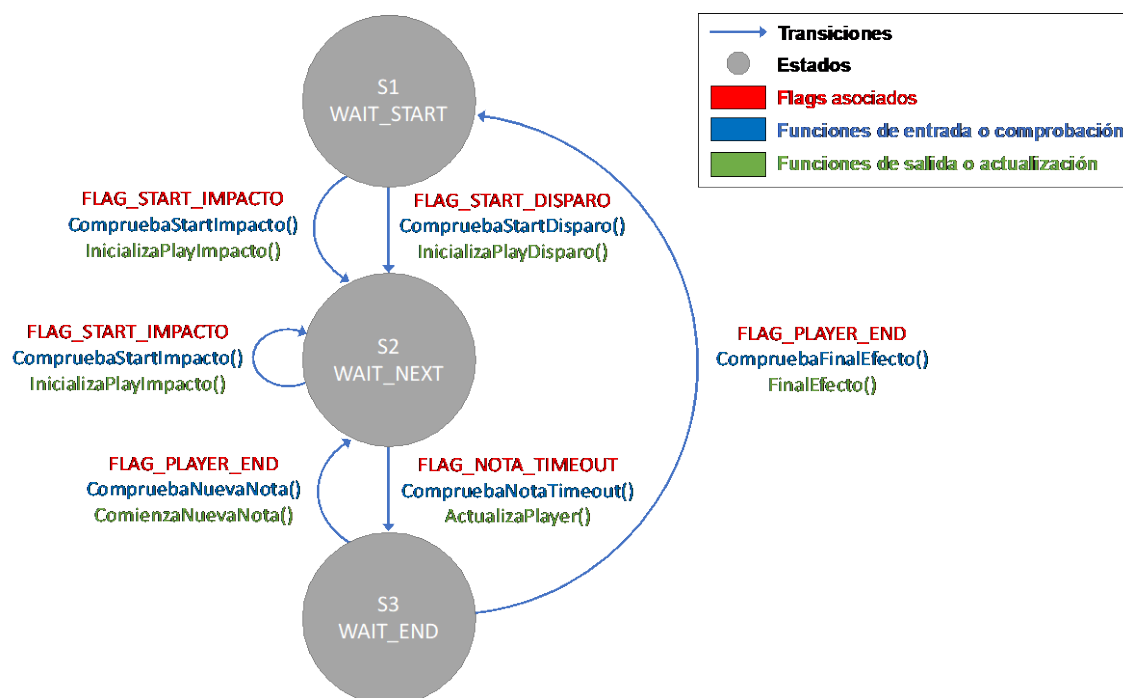 S1
WAIT_START
Transiciones
Estados
Flags asociados
Funciones de entrada o comprobación
Funciones de salida o actualización
FLAG_START_IMPACTO
CompruebaStartImpacto()
InicializaPlayImpacto()
FLAG_START_DISPARO
CompruebaStartDisparo()
InicializaPlayDisparo()
FLAG_START_IMPACTO
CompruebaStartImpacto()
InicializaPlayImpacto()
S2
WAIT_NEXT
FLAG_PLAYER_END
CompruebaFinalEfecto()
FinalEfecto()
FLAG_PLAYER_END
CompruebaNuevaNota()
ComienzaNuevaNota()
FLAG_NOTA_TIMEOUT
CompruebaNotaTimeout()
ActualizaPlayer()
S3
WAIT_END